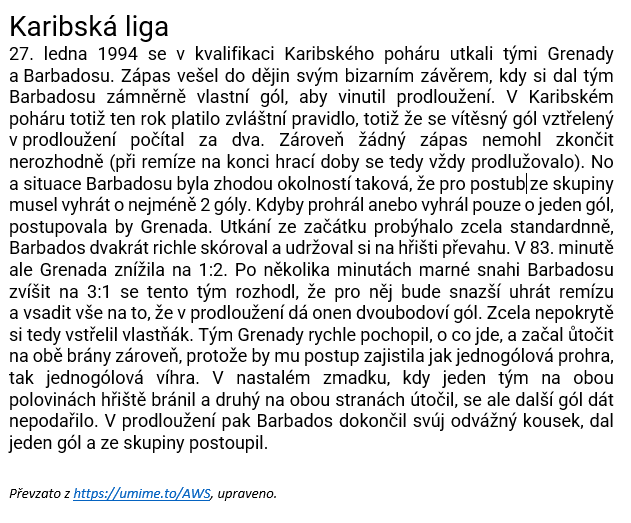 Karibská liga
27. ledna 1994 se v kvalifikaci Karibského poháru utkali tými Grenady
a Barbadosu. Zápas vešel do dějin svým bizarním závěrem, kdy si dal tým
Barbadosu zámněrně vlastní gól, aby vinutil prodloužení. V Karibském
poháru totiž ten rok platilo zvláštní pravidlo, totiž že se vítěsný gól vztřelený
v prodloužení počítal za dva. Zároveň žádný zápas nemohl zkončit
nerozhodně (při remíze na konci hrací doby se tedy vždy prodlužovalo). No
a situace Barbadosu byla zhodou okolností taková, že pro postub ze skupiny
musel vyhrát o nejméně 2 góly. Kdyby prohrál anebo vyhrál pouze o jeden gól,
postupovala by Grenada. Utkání ze začátku probýhalo zcela standardnně,
Barbados dvakrát richle skóroval a udržoval si na hřišti převahu. V 83. minutě
ale Grenada znížila na 1:2. Po několika minutách marné snahi Barbadosu
zvíšit na 3:1 se tento tým rozhodl, že pro něj bude snazší uhrát remízu
a vsadit vše na to, že v prodloužení dá onen dvoubodoví gól. Zcela nepokrytě
si tedy vstřelil vlastňák. Tým Grenady rychle pochopil, o co jde, a začal ůtočit
na obě brány zároveň, protože by mu postup zajistila jak jednogólová prohra,
tak jednogólová víhra. V nastalém zmadku, kdy jeden tým na obou
polovinách hřiště bránil a druhý na obou stranách útočil, se ale další gól dát
nepodařilo. V prodloužení pak Barbados dokončil svúj odvážný kousek, dal
jeden gól a ze skupiny postoupil.
Převzato z https://umime.to/AWS, upraveno.